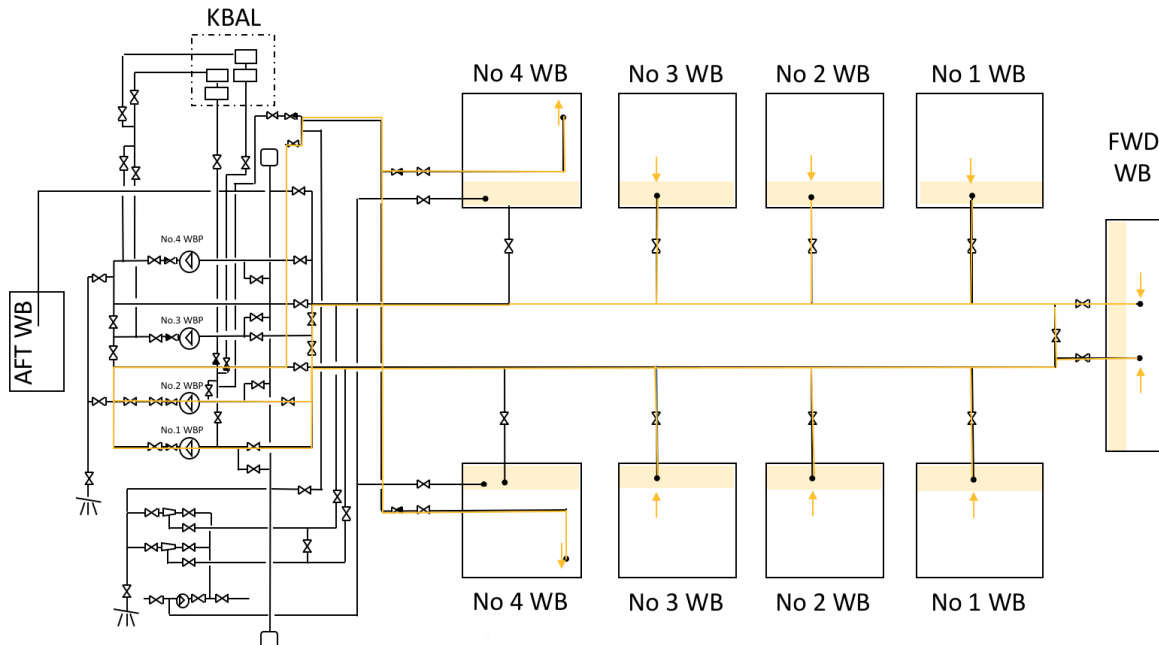 KBAL
No 4 WB
No 3 WB
No 2 WB
No 1 WB
FWD
WB
No.4 WBP
No.3 WBP
No.2 WBP
No.1 WBP
AFT WB
No 4 WB
No 3 WB
No 2 WB
No 1 WB